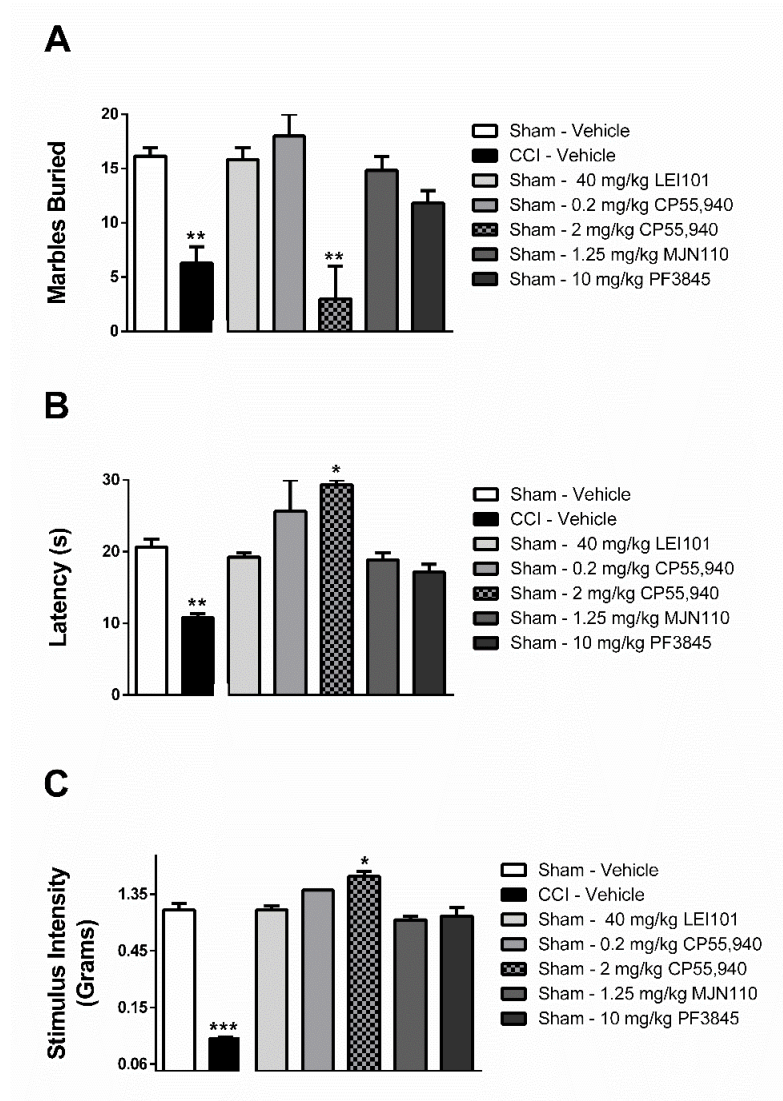 A
Marbles Buried
20
15
10
5
0
**
**
Sham - Vehicle
CCI - Vehicle
Sham - 40 mg/kg LEI101
Sham - 0.2 mg/kg CP55,940
Sham - 2 mg/kg CP55,940
Sham - 1.25 mg/kg MJN110
Sham - 10 mg/kg PF3845
B
Latency (s)
30
20
10
0
**
*
Sham - Vehicle
CCI - Vehicle
Sham - 40 mg/kg LEI101
Sham - 0.2 mg/kg CP55,940
Sham - 2 mg/kg CP55,940
Sham - 1.25 mg/kg MJN110
Sham - 10 mg/kg PF3845
C
Stimulus Intensity
(Grams)
1.35
0.45
0.15
0.06
***
*
Sham - Vehicle
CCI - Vehicle
Sham - 40 mg/kg LEI101
Sham - 0.2 mg/kg CP55,940
Sham - 2 mg/kg CP55,940
Sham - 1.25 mg/kg MJN110
Sham - 10 mg/kg PF3845